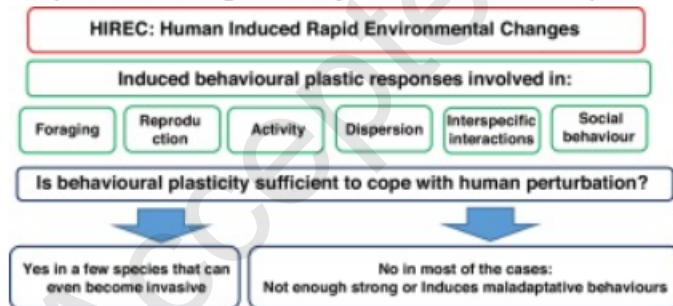 HIREC: Human Induced Rapid Environmental Changes
Induced behavioural plastic responses involved in:
Foraging
Reprodu
ction
Activity
Dispersion
Interspecific
interactions
Social
behaviour
Is behavioural plasticity sufficient to cope with human perturbation?
Yes in a few species that can
even become invasive
No in most of the cases:
Not enough strong or Induces maladaptative behaviours
Accepte